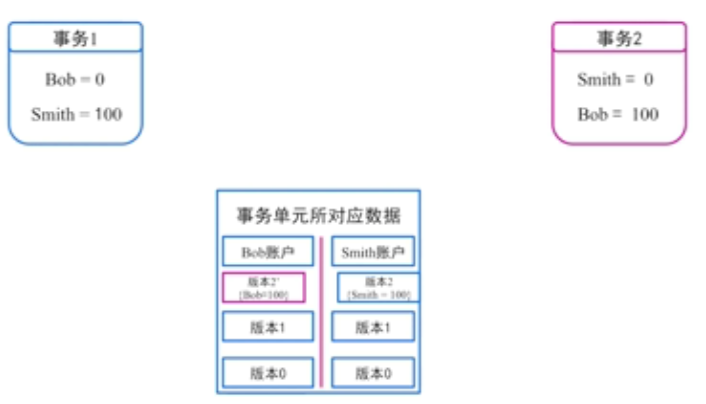 事务1
Bob = 0
Smith = 100
事务2
Smith = 0
Bob = 100
事务单元所对应数据
Bob账户
Smith账户
版本2'
{Bob=100}
版本2
{Smith = 100}
版本1
版本1
版本0
版本0